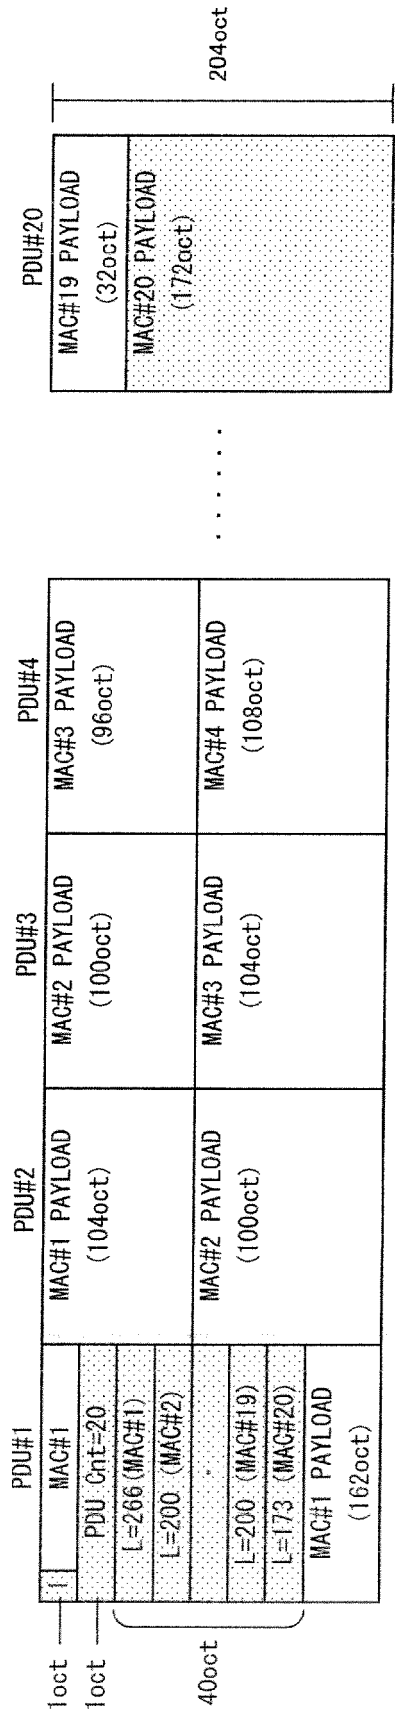 PDU#1
1oct
1
MAC#1
1oct
PDU Cnt=20
40oct
L=266(MAC#1)
L=200 (MAC#2)
.
L=200 (MAC#19)
L=173 (MAC#20)
MAC#1 PAYLOAD
(162oct)
PDU#2
MAC#1 PAYLOAD
(104oct)
MAC#2 PAYLOAD
(100oct)
PDU#3
MAC#2 PAYLOAD
(100oct)
MAC#3 PAYLOAD
(104oct)
PDU#4
MAC#3 PAYLOAD
(96oct)
MAC#4 PAYLOAD
(108oct)
......
PDU#20
MAC#19 PAYLOAD
(32oct)
MAC#20 PAYLOAD
(172oct)
204oct